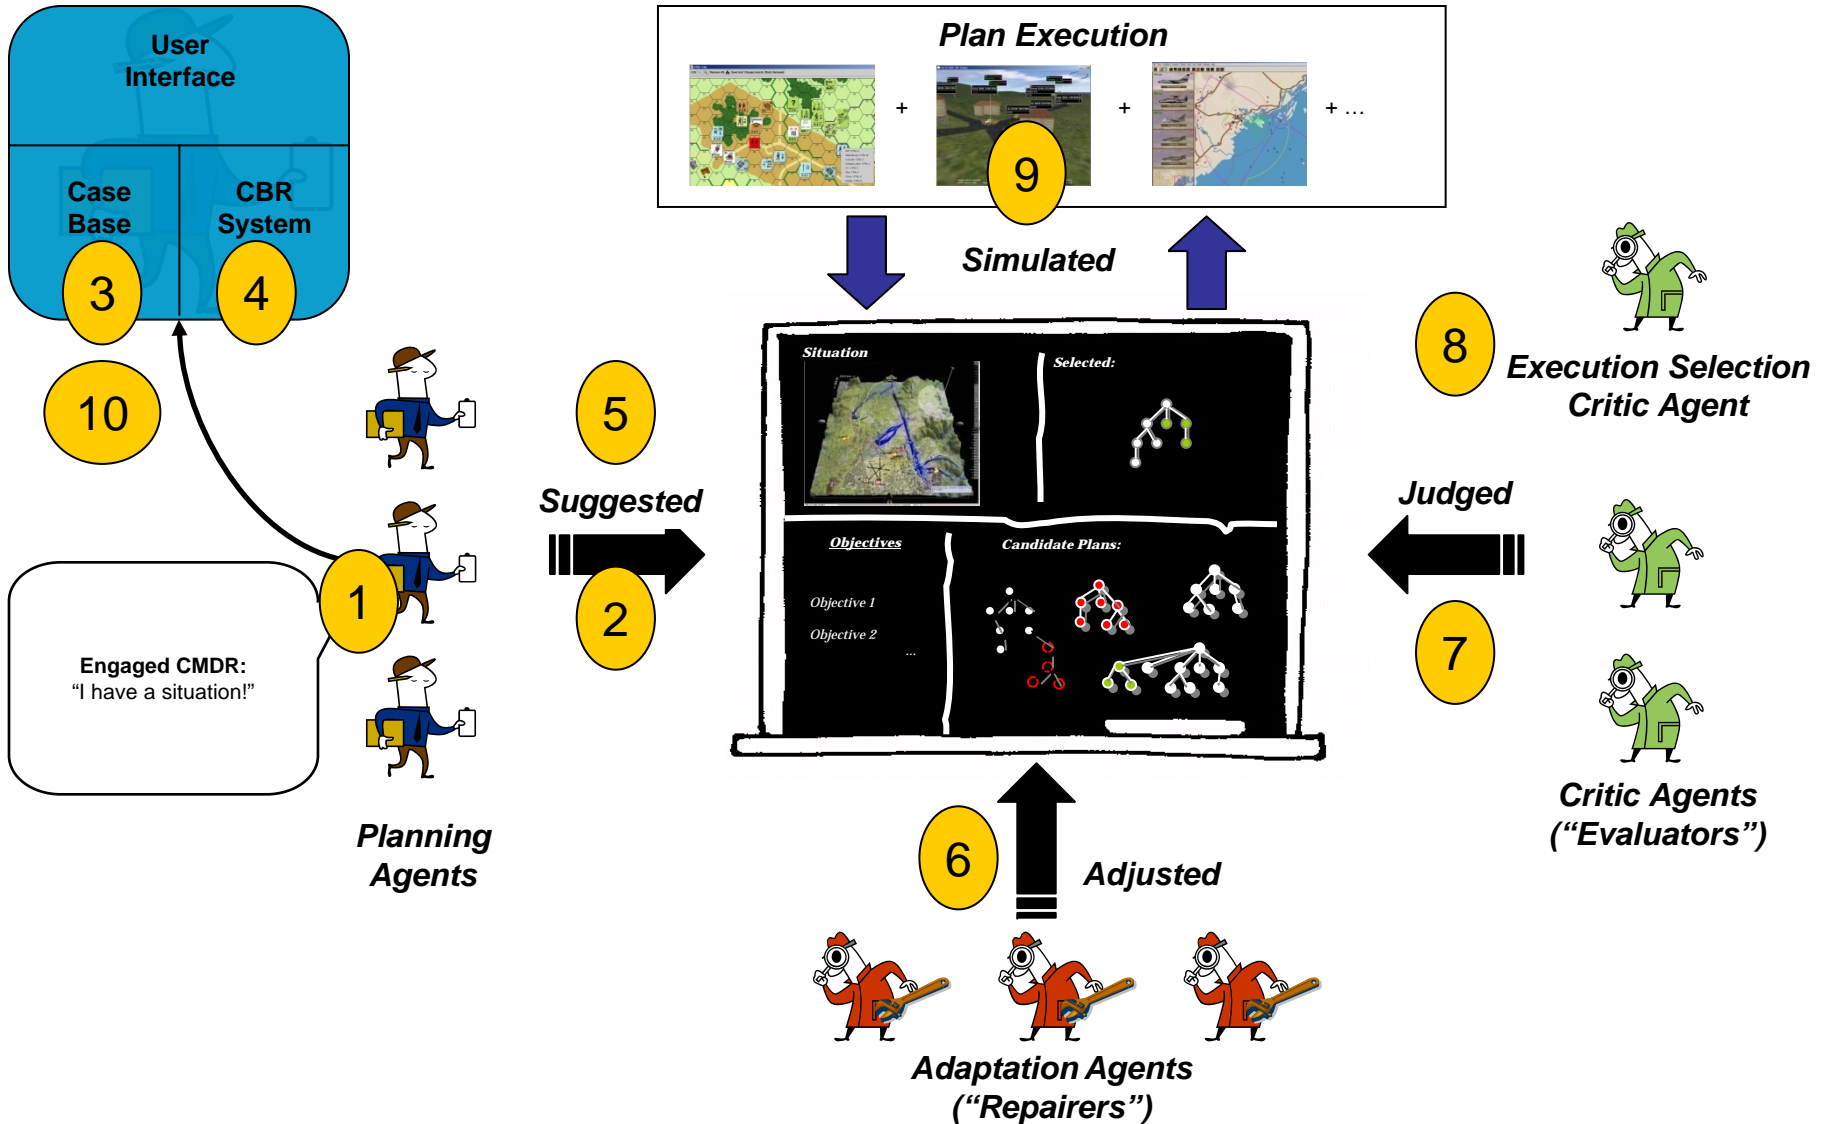 User
Interface
Case
Base
CBR
System
3
4
10
1
Engaged CMDR:
“I have a situation!”
Planning
Agents
5
Suggested
2
Plan Execution
+
+
+ ...
9
Simulated
Situation
Selected:
Objectives
Objective 1
Objective 2
...
Candidate Plans:
6
Adjusted
Adaptation Agents
(“Repairers”)
8
Execution Selection
Critic Agent
Judged
7
Critic Agents
(“Evaluators”)